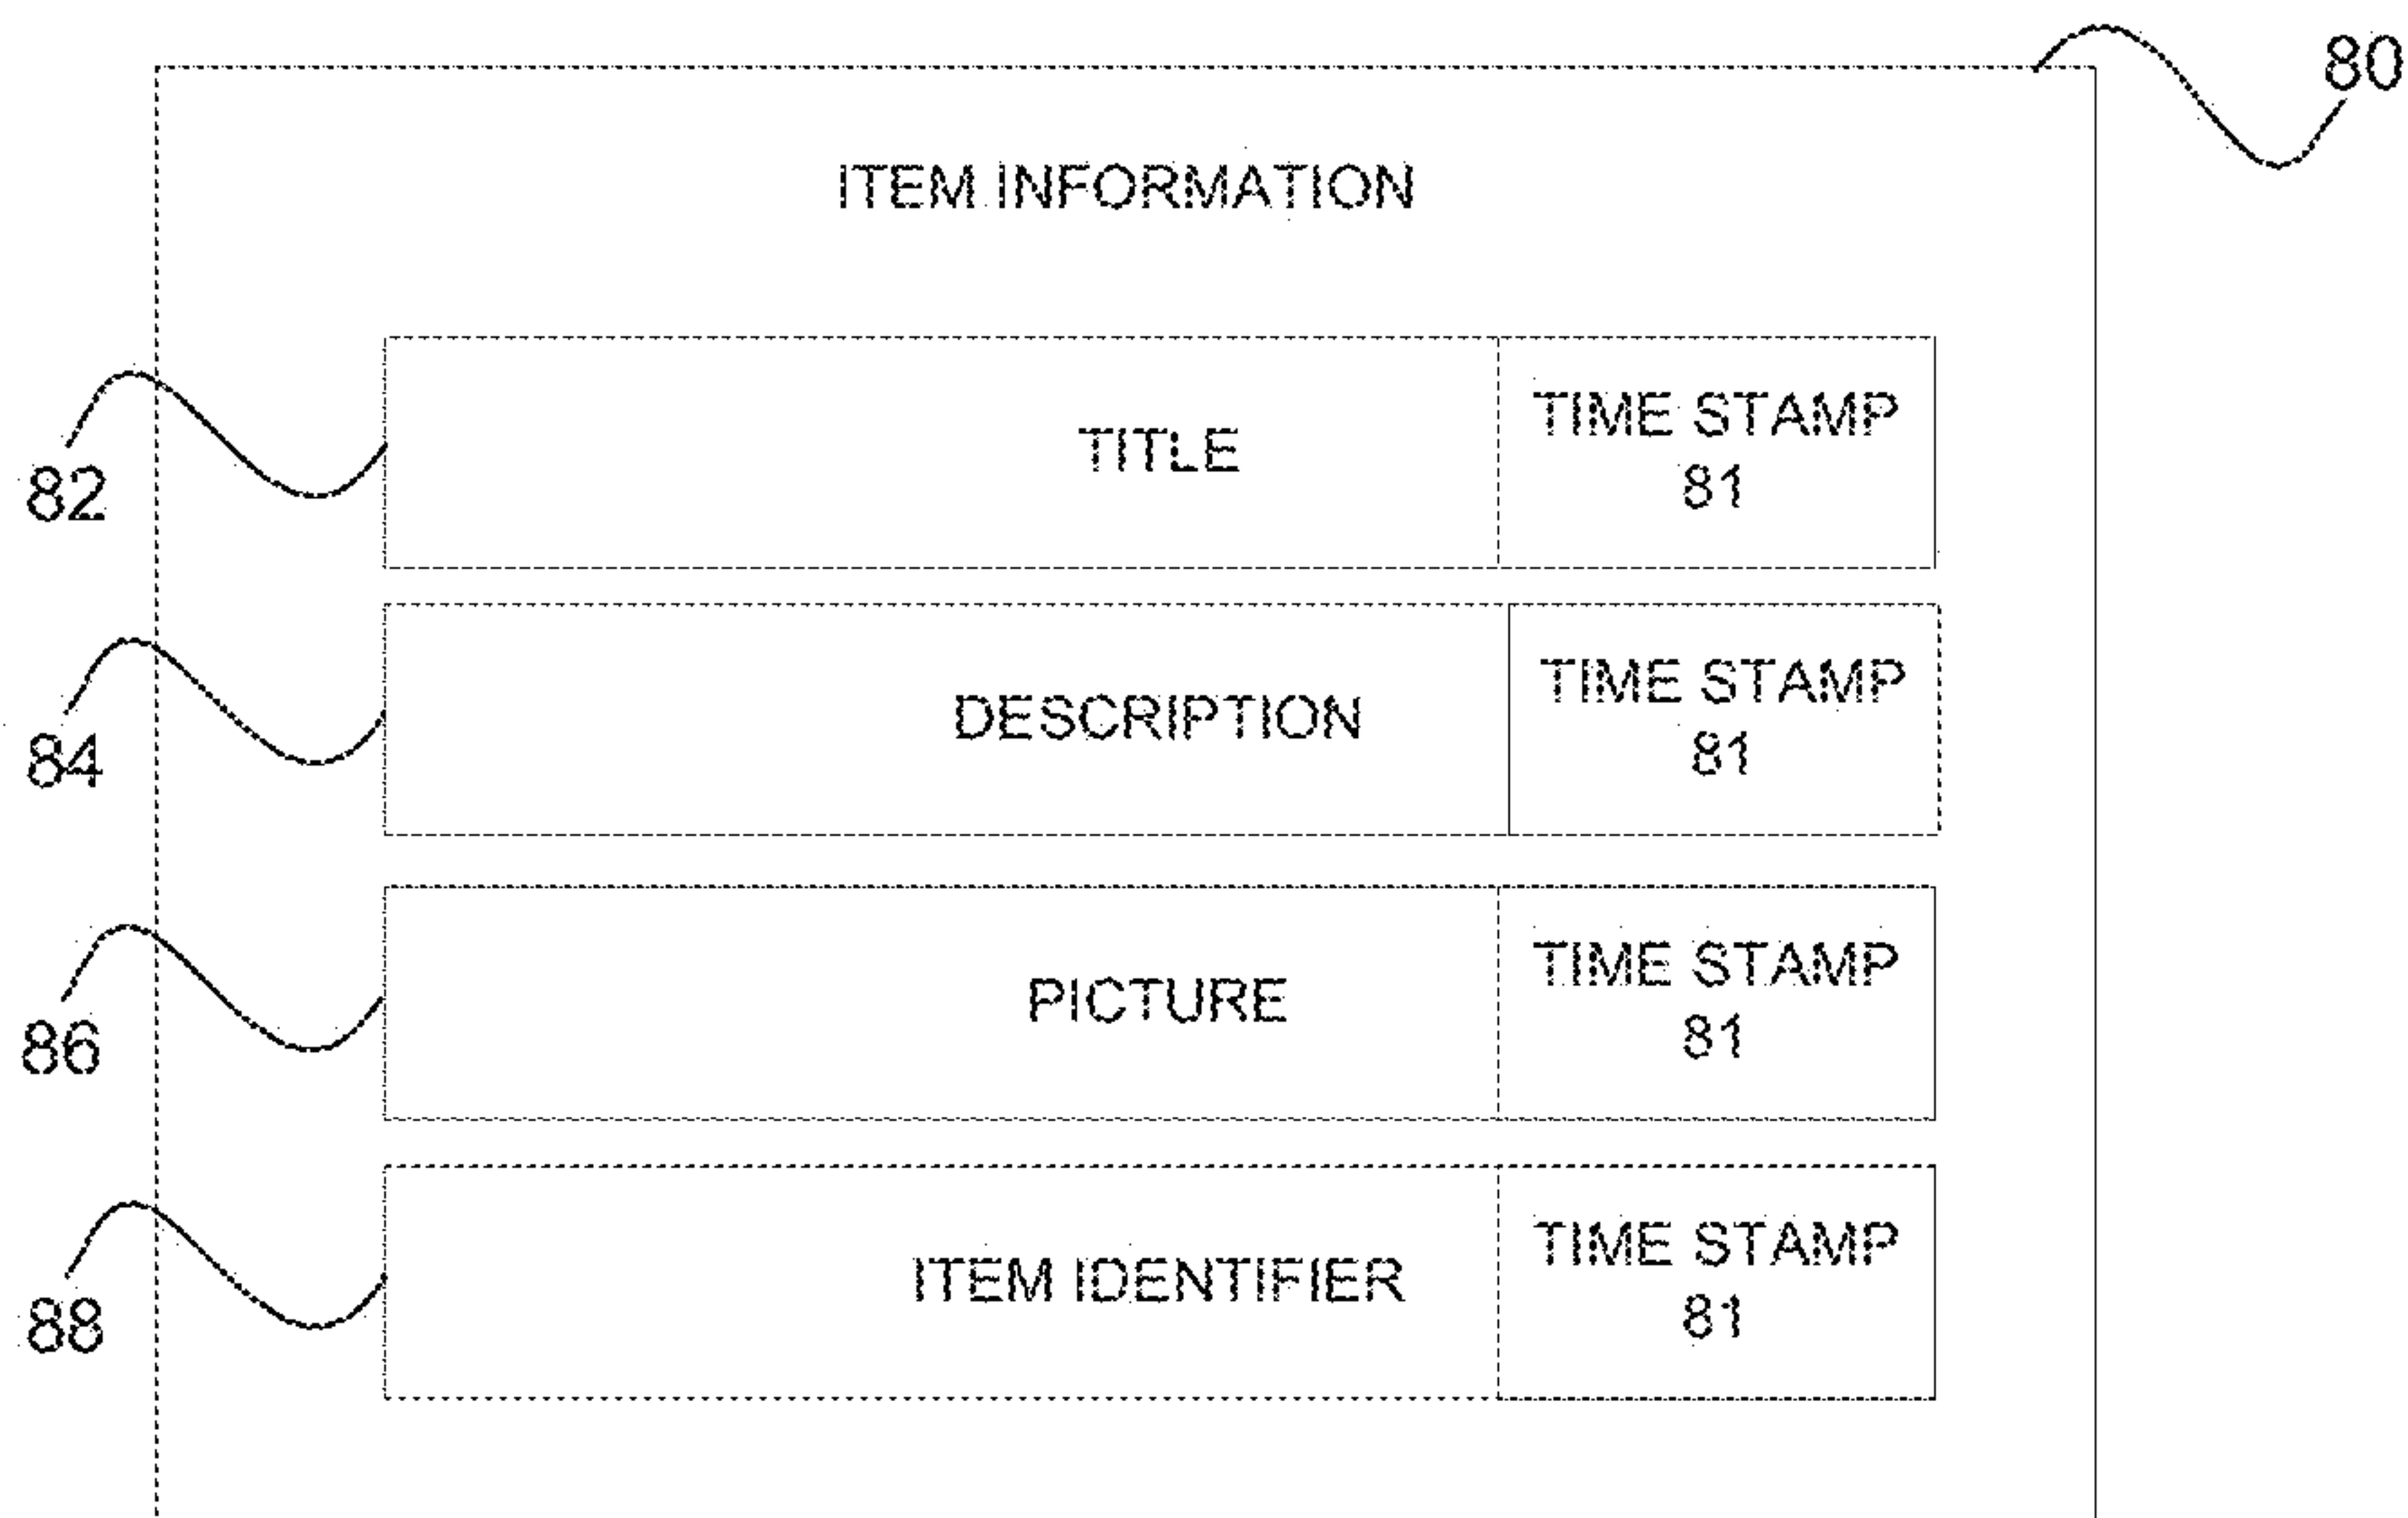 80
ITEM INFORMATION
TITLE
TIME STAMP
81
82
DESCRIPTION
TIME STAMP
81
84
PICTURE
TIME STAMP
81
86
ITEM IDENTIFIER
TIME STAMP
81
88